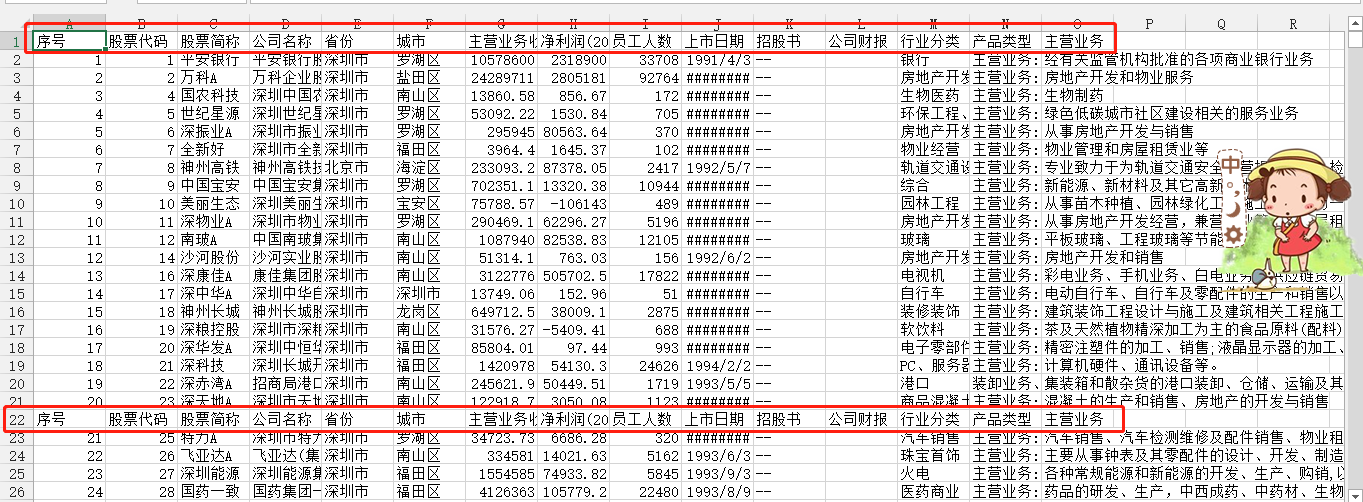 A B C D E F G H I J K L M N O P Q R
1 序号 股票代码 股票简称 公司名称 省份 城市 主营业务收 净利润(20 员工人数 上市日期 招股书 公司财报 行业分类 产品类型 主营业务
2 1 1 平安银行 平安银行股 深圳市 罗湖区 10578600 2318900 33708 1991/4/3 -- 银行 主营业务: 经有关监管机构批准的各项商业银行业务
3 2 2 万科A 万科企业股 深圳市 盐田区 24289711 2805181 92764 ######## -- 房地产开发 主营业务: 房地产开发和物业服务
4 3 4 国农科技 深圳中国农 深圳市 南山区 13860.58 856.67 172 ######## -- 生物医药 主营业务: 生物制药
5 4 5 世纪星源 深圳世纪星 深圳市 罗湖区 53092.22 1530.84 705 ######## -- 环保工程、 主营业务: 绿色低碳城市社区建设相关的服务业务
6 5 6 深振业A 深圳市振业 深圳市 罗湖区 295945 80563.64 370 ######## -- 房地产开发 主营业务: 从事房地产开发与销售
7 6 7 全新好 深圳市全新 深圳市 福田区 3964.4 1645.37 102 ######## -- 物业经营 主营业务: 物业管理和房屋租赁业等
8 7 8 神州高铁 神州高铁技 北京市 海淀区 233093.2 87378.05 2417 1992/5/7 -- 轨道交通设 主营业务: 专业致力于为轨道交通安全 营 检
9 8 9 中国宝安 中国宝安集 深圳市 罗湖区 702351.1 13320.38 10944 ######## -- 综合 主营业务: 新能源、新材料及其它高新
10 9 10 美丽生态 深圳美丽生 深圳市 宝安区 75788.57 -106143 489 ######## -- 园林工程 主营业务: 从事苗木种植、园林绿化工
11 10 11 深物业A 深圳市物业 深圳市 罗湖区 290469.1 62296.27 5196 ######## -- 房地产开发 主营业务: 从事房地产开发经营,兼营 屋租
12 11 12 南玻A 中国南玻集 深圳市 南山区 1087940 82538.83 12105 ######## -- 玻璃 主营业务: 平板玻璃、工程玻璃等节能
13 12 14 沙河股份 沙河实业股 深圳市 南山区 51314.1 763.03 156 1992/6/2 -- 房地产开发 主营业务: 房地产开发和销售
14 13 16 深康佳A 康佳集团股 深圳市 南山区 3122776 505702.5 17822 ######## -- 电视机 主营业务: 彩电业务、手机业务、白电业务 供应链贸易
15 14 17 深中华A 深圳中华自 深圳市 深圳市 13749.06 152.96 51 ######## -- 自行车 主营业务: 电动自行车、自行车及零配件的生产和销售以
16 15 18 神州长城 神州长城股 深圳市 龙岗区 649712.5 38009.1 2875 ######## -- 装修装饰 主营业务: 建筑装饰工程设计与施工及建筑相关工程施工
17 16 19 深粮控股 深圳市深粮 深圳市 福田区 31576.27 -5409.41 688 ######## -- 软饮料 主营业务: 茶及天然植物精深加工为主的食品原料(配料)
18 17 20 深华发A 深圳中恒华 深圳市 福田区 85804.01 97.44 993 ######## -- 电子零部件 主营业务: 精密注塑件的加工、销售;液晶显示器的加工、
19 18 21 深科技 深圳长城开 深圳市 福田区 1420978 54130.3 24626 1994/2/2 -- PC、服务器 主营业务: 计算机硬件、通讯设备等。
20 19 22 深赤湾A 招商局港口 深圳市 南山区 245621.9 50449.51 1719 1993/5/5 -- 港口 装卸业务、 集装箱和散杂货的港口装卸、仓储、运输及其
21 20 23 深天地A 深圳市天地 深圳市 南山区 122918.7 3050.08 1123 ######## -- 商品混凝土 主营业务: 混凝土的生产和销售、房地产的开发与销售
22 序号 股票代码 股票简称 公司名称 省份 城市 主营业务收 净利润(20 员工人数 上市日期 招股书 公司财报 行业分类 产品类型 主营业务
23 21 25 特力A 深圳市特力 深圳市 罗湖区 34723.73 6686.28 320 ######## -- 汽车销售 主营业务: 汽车销售、汽车检测维修及配件销售、物业租
24 22 26 飞亚达A 飞亚达(集 深圳市 南山区 334581 14021.63 5162 1993/6/3 -- 珠宝首饰 主营业务: 主要从事钟表及其零配件的设计、开发、制造
25 23 27 深圳能源 深圳能源集 深圳市 福田区 1554585 74933.82 5845 1993/9/3 -- 火电 主营业务: 各种常规能源和新能源的开发、生产、购销,以
26 24 28 国药一致 国药集团一 深圳市 福田区 4126363 105779.2 22480 1993/8/9 -- 医药商业 主营业务: 药品的研发、生产,中西成药、中药材、生物
中